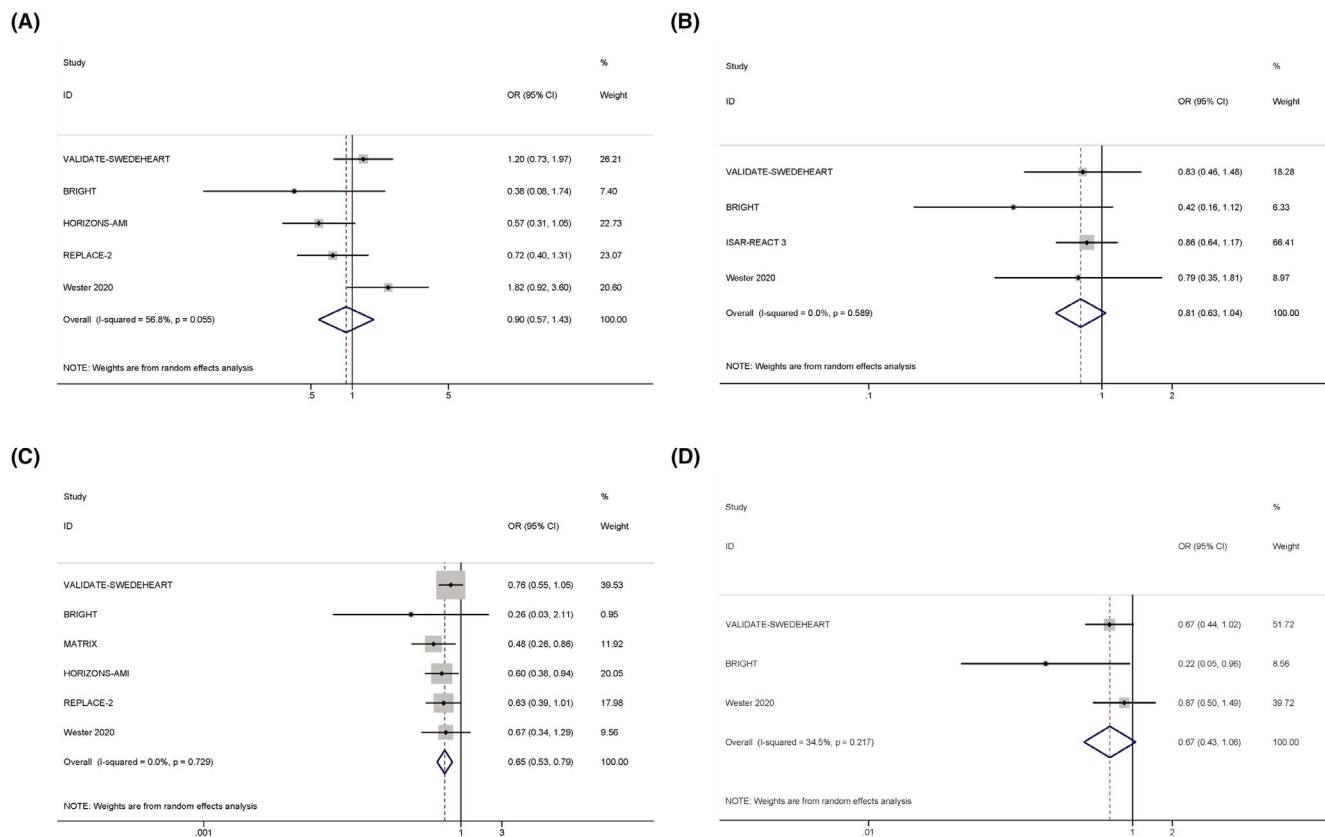 (A)
Study %
ID OR (95% CI) Weight
VALIDATE-SWEDEHEART 1.20 (0.73, 1.97) 26.21
BRIGHT 0.38 (0.08, 1.74) 7.40
HORIZONS-AMI 0.57 (0.31, 1.05) 22.73
REPLACE-2 0.72 (0.40, 1.31) 23.07
Wester 2020 1.82 (0.92, 3.60) 20.60
Overall (I-squared = 56.8%, p = 0.055) 0.90 (0.57, 1.43) 100.00
NOTE: Weights are from random effects analysis
.5 1 5
(B)
Study %
ID OR (95% CI) Weight
VALIDATE-SWEDEHEART 0.83 (0.46, 1.48) 18.28
BRIGHT 0.42 (0.16, 1.12) 6.33
ISAR-REACT 3 0.86 (0.64, 1.17) 66.41
Wester 2020 0.79 (0.35, 1.81) 8.97
Overall (I-squared = 0.0%, p = 0.589) 0.81 (0.63, 1.04) 100.00
NOTE: Weights are from random effects analysis
.1 1 2
(C)
Study %
ID OR (95% CI) Weight
VALIDATE-SWEDEHEART 0.76 (0.55, 1.05) 39.53
BRIGHT 0.26 (0.03, 2.11) 0.95
MATRIX 0.48 (0.26, 0.86) 11.92
HORIZONS-AMI 0.60 (0.38, 0.94) 20.05
REPLACE-2 0.63 (0.39, 1.01) 17.98
Wester 2020 0.67 (0.34, 1.29) 9.56
Overall (I-squared = 0.0%, p = 0.729) 0.65 (0.53, 0.79) 100.00
NOTE: Weights are from random effects analysis
.001 1 3
(D)
Study %
ID OR (95% CI) Weight
VALIDATE-SWEDEHEART 0.67 (0.44, 1.02) 51.72
BRIGHT 0.22 (0.05, 0.96) 8.56
Wester 2020 0.87 (0.50, 1.49) 39.72
Overall (I-squared = 34.5%, p = 0.217) 0.67 (0.43, 1.06) 100.00
NOTE: Weights are from random effects analysis
.01 1 2